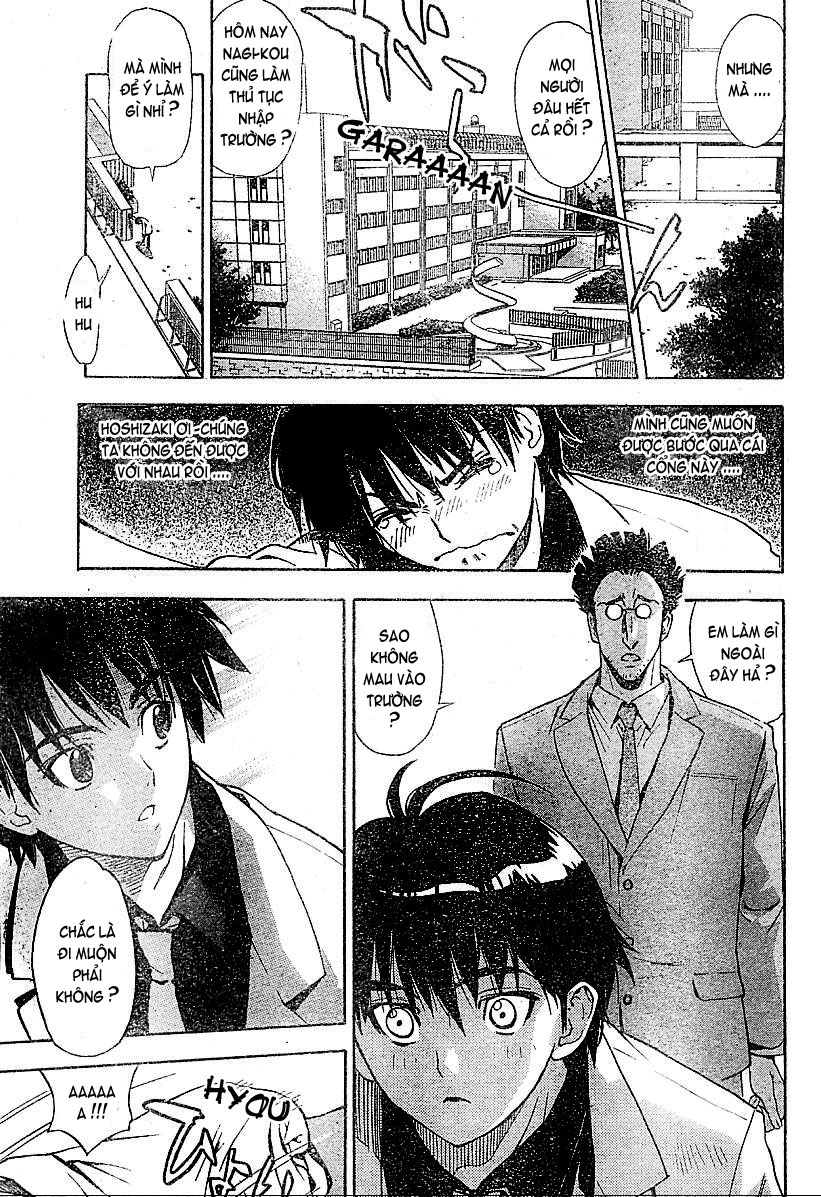 NHƯNG
MÀ ....
MỌI
NGƯỜI
ĐÂU HẾT
CẢ RỒI ?
GARAAAAN
HÔM NAY
NAGI-KOU
CŨNG LÀM
THỦ TỤC
NHẬP
TRƯỜNG ?
MÀ MÌNH
ĐỂ Ý LÀM
GÌ NHỈ ?
HU
HU
MÌNH CŨNG MUỐN
ĐƯỢC BƯỚC QUA CÁI
CỔNG NÀY ....
HOSHIZAKI ƠI -CHÚNG
TA KHÔNG ĐẾN ĐƯỢC
VỚI NHAU RỒI ....
EM LÀM GÌ
NGOÀI
ĐÂY HẢ ?
SAO
KHÔNG
MAU VÀO
TRƯỜNG
?
CHẮC LÀ
ĐI MUỘN
PHẢI
KHÔNG ?
HYOU
AAAAA
A !!!